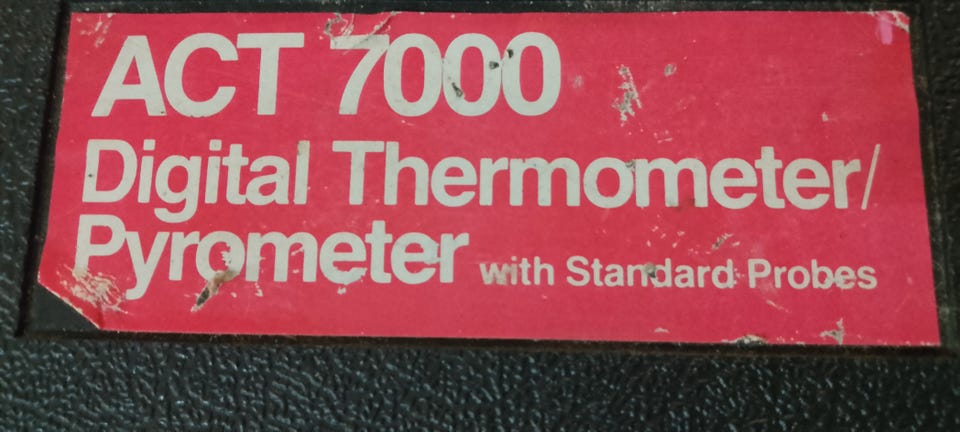 ACT 7000
Digital Thermometer/
Pyrometer with Standard Probes